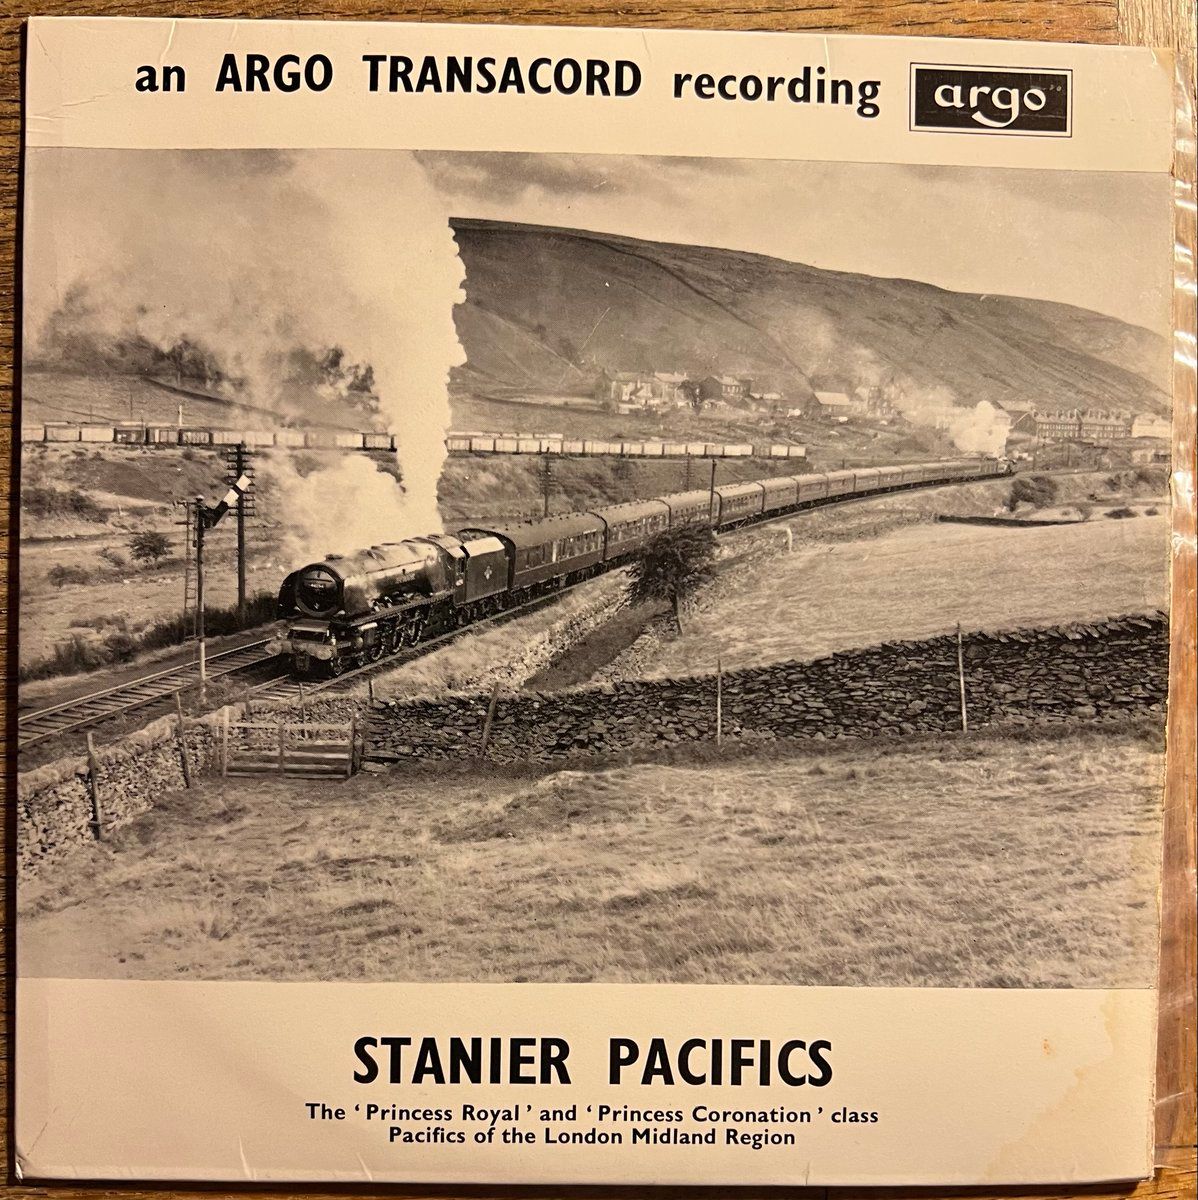 an ARGO TRANSACORD recording
argo
STANIER PACIFICS
The ‘Princess Royal’ and ‘Princess Coronation’ class
Pacifics of the London Midland Region